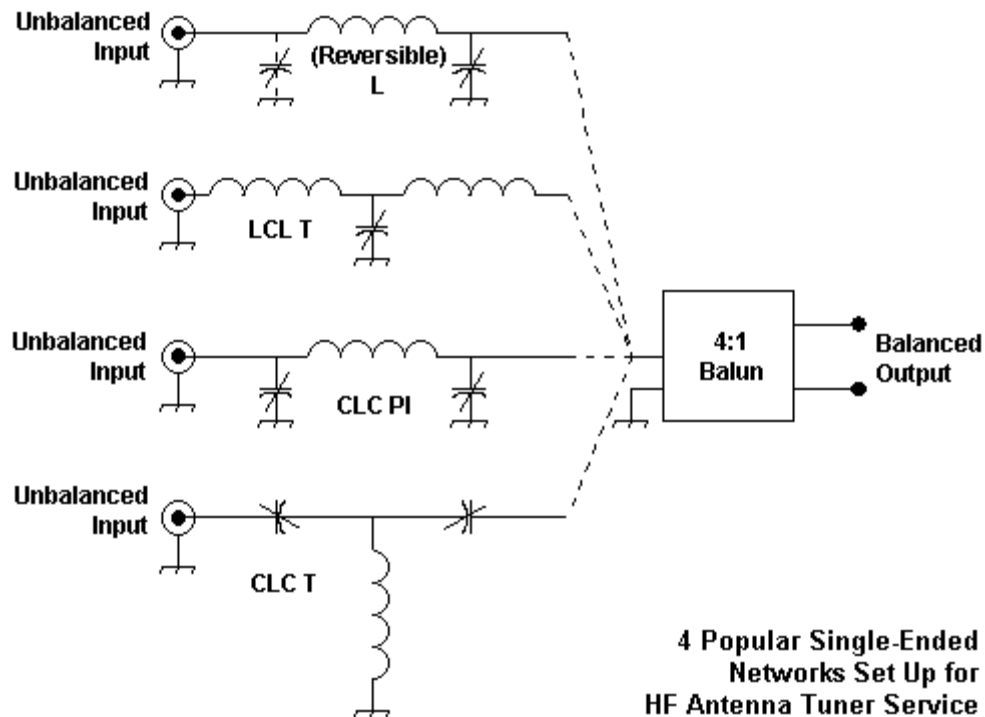 Unbalanced
Input
(Reversible)
L
Unbalanced
Input
LCL T
Unbalanced
Input
CLC PI
4:1
Balun
Balanced
Output
Unbalanced
Input
CLC T
4 Popular Single-Ended
Networks Set Up for
HF Antenna Tuner Service